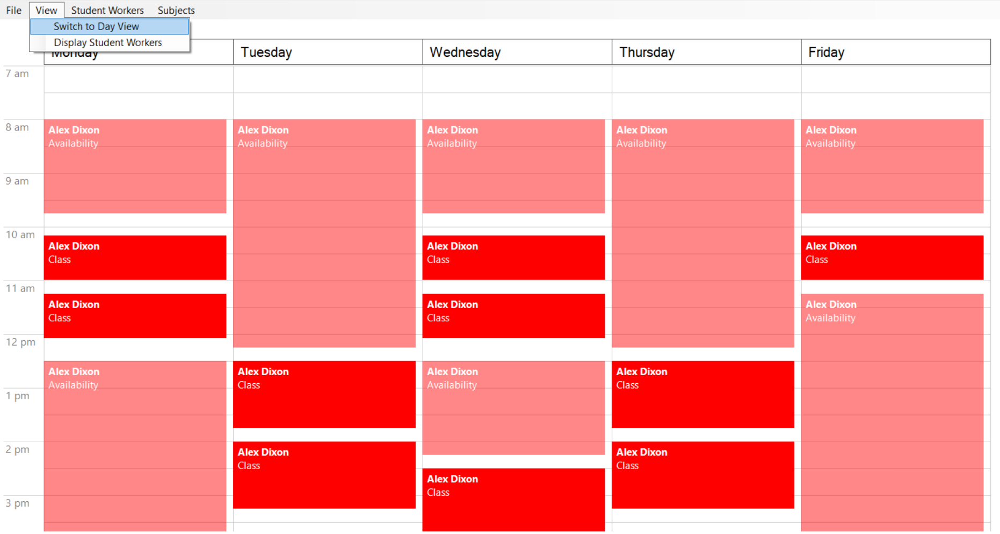 File View Student Workers Subjects
Switch to Day View
Display Student Workers
Monday Tuesday Wednesday Thursday Friday
7 am
8 am
Alex Dixon Alex Dixon Alex Dixon Alex Dixon Alex Dixon
Availability Availability Availability Availability Availability
9 am
10 am
Alex Dixon Alex Dixon Alex Dixon
Class Class Class
11 am
Alex Dixon Alex Dixon Alex Dixon
Class Class Availability
12 pm
Alex Dixon Alex Dixon Alex Dixon Alex Dixon
Availability Class Availability Class
1 pm
2 pm
Alex Dixon Alex Dixon
Class Class
Alex Dixon
Class
3 pm